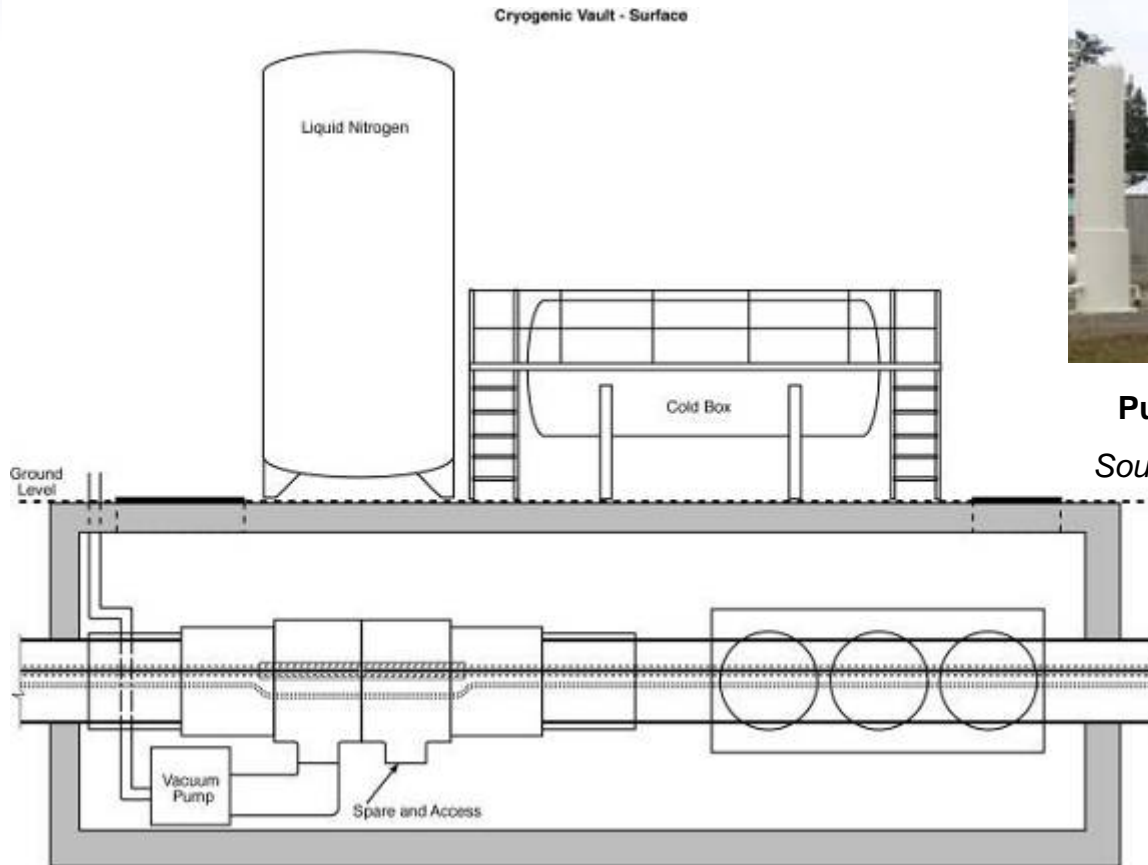 Cryogenic Vault - Surface
Liquid Nitrogen
Cold Box
Ground
Level
Vacuum
Pump
Spare and Access